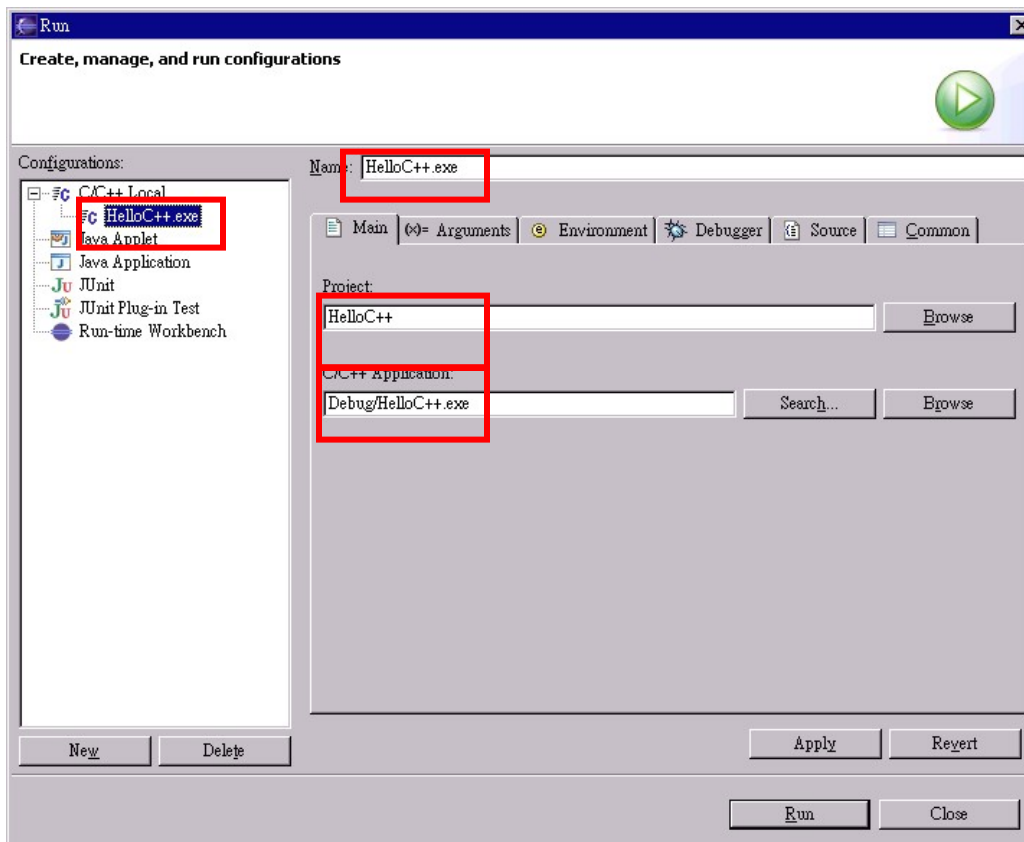 Run
Create, manage, and run configurations
Configurations:
C/C++ Local
HelloC++.exe
Java Applet
Java Application
JUnit
JUnit Plug-in Test
Run-time Workbench
New
Delete
Name: HelloC++.exe
Main
(x)= Arguments
Environment
Debugger
Source
Common
Project:
HelloC++
Browse
C/C++ Application:
Debug/HelloC++.exe
Search...
Browse
Apply
Revert
Run
Close